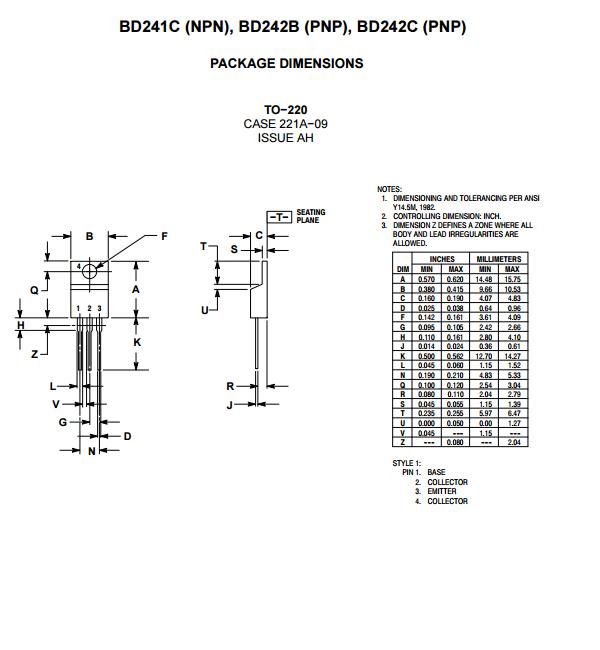 BD241C (NPN), BD242B (PNP), BD242C (PNP)
PACKAGE DIMENSIONS
TO−220
CASE 221A−09
ISSUE AH
−T− SEATING
PLANE
B
F
C
T
S
4
Q
A
U
1 2 3
H
Z
K
L
V
G
D
N
R
J
NOTES:
1. DIMENSIONING AND TOLERANCING PER ANSI
Y14.5M, 1982.
2. CONTROLLING DIMENSION: INCH.
3. DIMENSION Z DEFINES A ZONE WHERE ALL
BODY AND LEAD IRREGULARITIES ARE
ALLOWED.
INCHES MILLIMETERS
DIM MIN MAX MIN MAX
A 0.570 0.620 14.48 15.75
B 0.380 0.415 9.66 10.53
C 0.160 0.190 4.07 4.83
D 0.025 0.038 0.64 0.96
F 0.142 0.161 3.61 4.09
G 0.095 0.105 2.42 2.66
H 0.110 0.161 2.80 4.10
J 0.014 0.024 0.36 0.61
K 0.500 0.562 12.70 14.27
L 0.045 0.060 1.15 1.52
N 0.190 0.210 4.83 5.33
Q 0.100 0.120 2.54 3.04
R 0.080 0.110 2.04 2.79
S 0.045 0.055 1.15 1.39
T 0.235 0.255 5.97 6.47
U 0.000 0.050 0.00 1.27
V 0.045 --- 1.15 ---
Z --- 0.080 --- 2.04
STYLE 1:
PIN 1. BASE
2. COLLECTOR
3. EMITTER
4. COLLECTOR